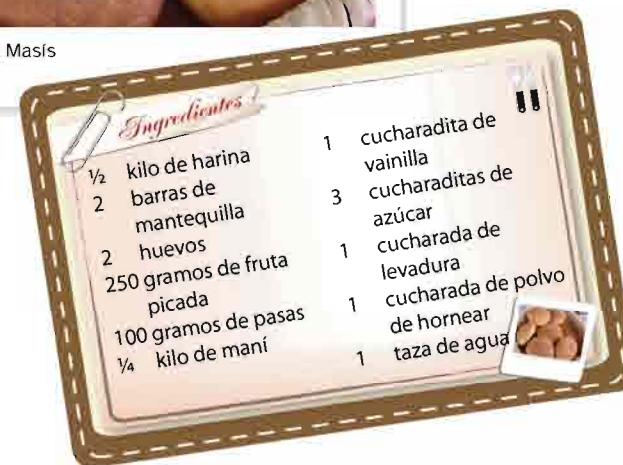 Masís
Ingredientes
½ kilo de harina
2 barras de
mantequilla
2 huevos
250 gramos de fruta
picada
100 gramos de pasas
¼ kilo de maní
1 cucharadita de
vainilla
3 cucharaditas de
azúcar
1 cucharada de
levadura
1 cucharada de polvo
de hornear
1 taza de agua